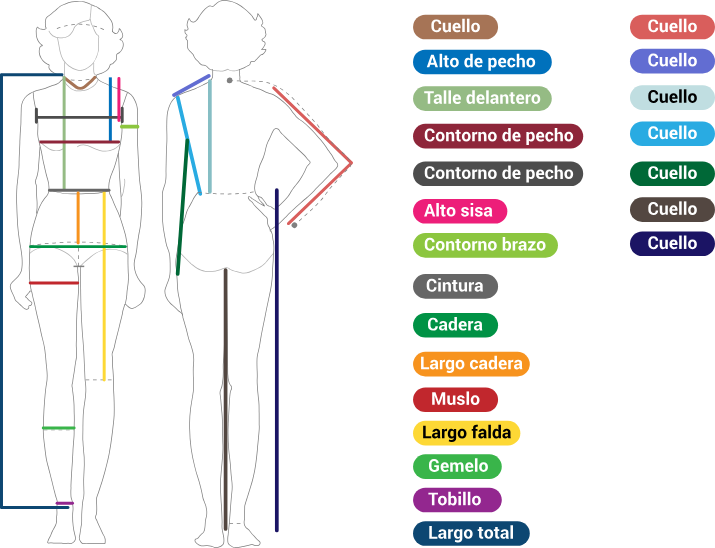 Cuello
Alto de pecho
Talle delantero
Contorno de pecho
Contorno de pecho
Alto sisa
Contorno brazo
Cintura
Cadera
Largo cadera
Muslo
Largo falda
Gemelo
Tobillo
Largo total
Cuello
Cuello
Cuello
Cuello
Cuello
Cuello
Cuello